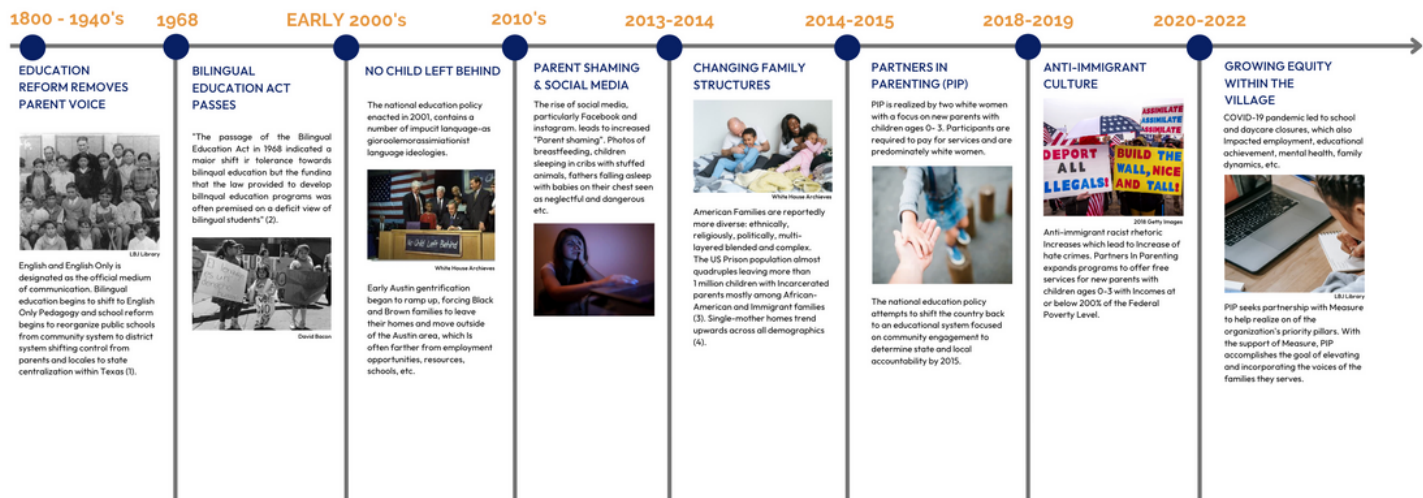 1800 - 1940's
1968
EARLY 2000's
2010's
2013-2014
2014-2015
2018-2019
2020-2022
EDUCATION
REFORM REMOVES
PARENT VOICE
LBJ Library
English and English Only is
designated as the official medium
of communication. Bilingual
education begins to shift to English
Only Pedagogy and school reform
begins to reorganize public schools
from community system to district
system shifting control from
parents and locales to state
centralization within Texas (1).
BILINGUAL
EDUCATION ACT
PASSES
"The passage of the Bilingual
Education Act in 1968 indicated a
maior shift ir tolerance towards
bilingual education but the fundina
that the law provided to develop
bilnqual education programs was
often premised on a deficit view of
bilingual students" (2).
David Bacon
NO CHILD LEFT BEHIND
The national education policy
enacted in 2001, contains a
number of impucit lanquage-as
gioroolemorassimiationist
language ideologies.
No Child Left Behind
White House Archieves
Early Austin gentrification
began to ramp up, forcing Black
and Brown families to leave
their homes and move outside
of the Austin area, which Is
often farther from employment
opportunities, resources,
schools, etc.
PARENT SHAMING
& SOCIAL MEDIA
The rise of social media,
particularly Facebook and
instagram. leads to increased
"Parent shaming". Photos of
breastfeeding, children
sleeping in cribs with stuffed
animals, fathers falling asleep
with babies on their chest seen
as neglectful and dangerous
etc.
CHANGING FAMILY
STRUCTURES
White House Archieves
American Families are reportedly
more diverse: ethnically,
religiously, politically, multi-
layered blended and complex.
The US Prison population almost
quadruples leaving more than
1 million children with Incarcerated
parents mostly among African-
American and Immigrant families
(3). Single-mother homes trend
upwards across all demographics
(4).
PARTNERS IN
PARENTING (PIP)
PIP is realized by two white women
with a focus on new parents with
children ages 0- 3. Participants are
required to pay for services and are
predominately white women.
The national education policy
attempts to shift the country back
to an educational system focused
on community engagement to
determine state and local
accountability by 2015.
ANTI-IMMIGRANT
CULTURE
ASSIMILATE
ASSIMILATE
ASSIMILATE
DEPORT
ALL
LLEGALS!
BUILD THE
WALL,NICE
AND TALL!
2018 Getty Images
Anti-immigrant racist rhetoric
Increases which lead to Increase of
hate crimes. Partners In Parenting
expands programs to offer free
services for new parents with
children ages 0-3 with Incomes at
or below 200% of the Federal
Poverty Level.
GROWING EQUITY
WITHIN THE
VILLAGE
COVID-19 pandemic led to school
and daycare closures, which also
Impacted employment, educational
achievement, mental health, family
dynamics, etc.
LBJ Library
PIP seeks partnership with Measure
to help realize on of the
organization's priority pillars. With
the support of Measure, PIP
accomplishes the goal of elevating
and incorporating the voices of the
families they serves.